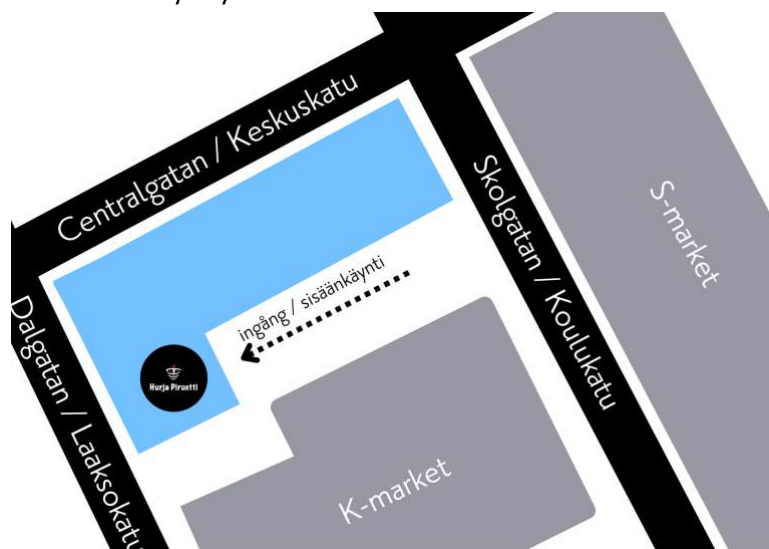 Centralgatan / Keskuskatu
Skolgatan / Koulukatu
S-market
ingång / sisäänkäynti
Dalgatan / Laaksokatu
Hurja Piruetti
K-market